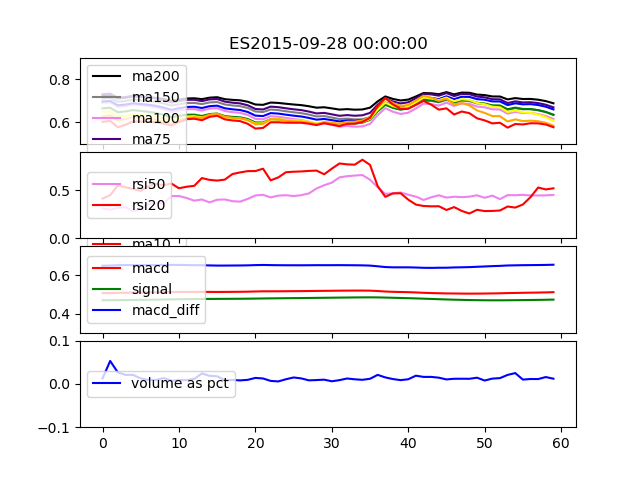 ES2015-09-28 00:00:00
0.8
0.6
ma200
ma150
ma100
ma75
0.5
0.0
rsi50
rsi20
ma10
0.6
0.4
macd
signal
macd_diff
0.1
0.0
−0.1
volume as pct
0 10 20 30 40 50 60